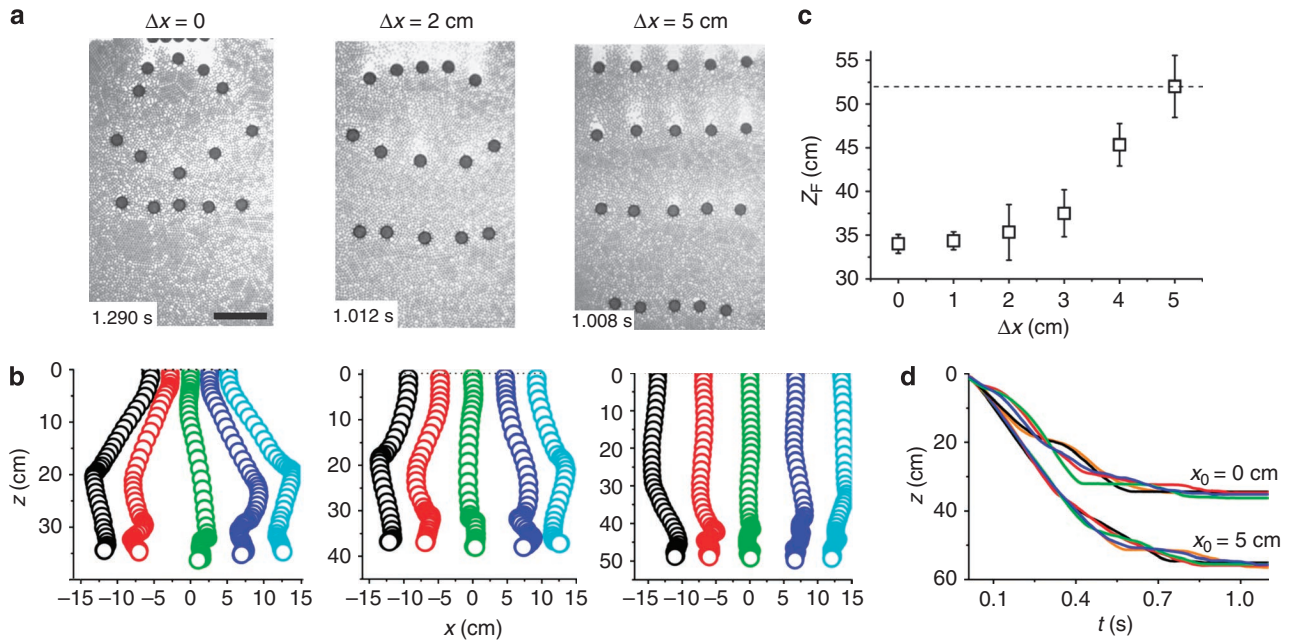 a
Δx = 0
Δx = 2 cm
Δx = 5 cm
1.290 s
1.012 s
1.008 s
c
55
50
45
40
35
30
Z_F (cm)
0 1 2 3 4 5
Δx (cm)
b
0
10
20
30
z (cm)
–15 –10 –5 0 5 10 15
0
10
20
30
40
–15 –10 –5 0 5 10 15
0
10
20
30
40
50
–15 –10 –5 0 5 10 15
x (cm)
d
0
20
40
60
z (cm)
x₀ = 0 cm
x₀ = 5 cm
0.1 0.4 0.7 1.0
t (s)